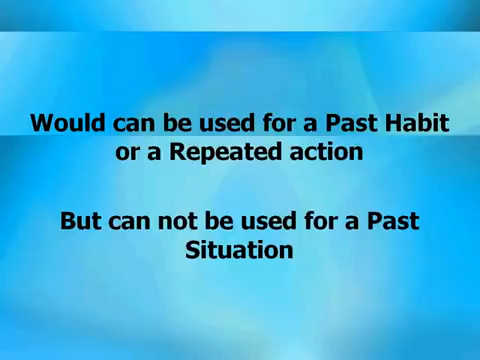 Would can be used for a Past Habit
or a Repeated action
But can not be used for a Past
Situation